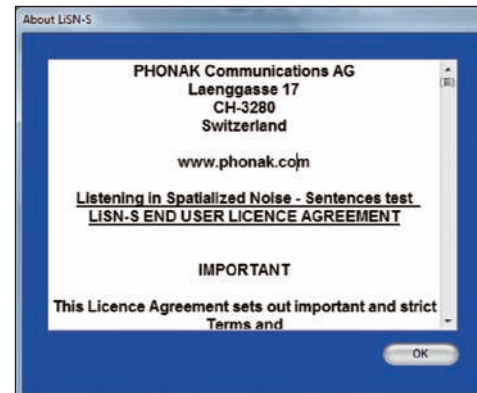 About LiSN-S
PHONAK Communications AG
Laenggasse 17
CH-3280
Switzerland
www.phonak.com
Listening in Spatialized Noise - Sentences test
LiSN-S END USER LICENCE AGREEMENT
IMPORTANT
This Licence Agreement sets out important and strict
Terms and
OK